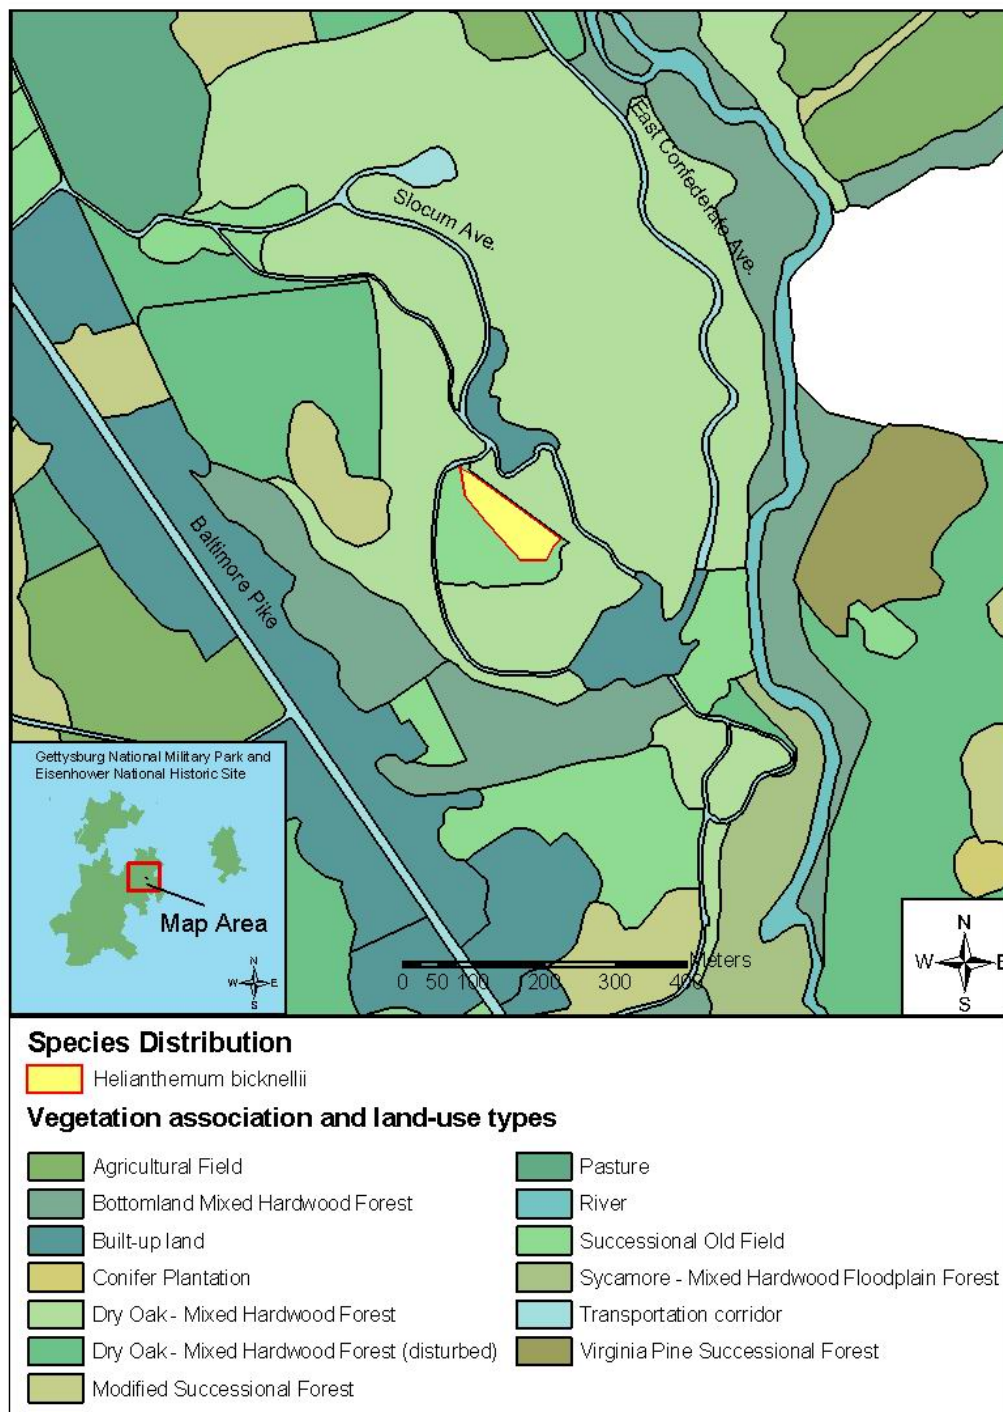 East Confederate Ave.
Slocum Ave.
Baltimore Pike
Gettysburg National Military Park and
Eisenhower National Historic Site
Map Area
N
W E
S
Meters
0 50 100 200 300 400
N
W E
S
Species Distribution
Helianthemum bicknellii
Vegetation association and land-use types
Agricultural Field
Bottomland Mixed Hardwood Forest
Built-up land
Conifer Plantation
Dry Oak - Mixed Hardwood Forest
Dry Oak - Mixed Hardwood Forest (disturbed)
Modified Successional Forest
Pasture
River
Successional Old Field
Sycamore - Mixed Hardwood Floodplain Forest
Transportation corridor
Virginia Pine Successional Forest